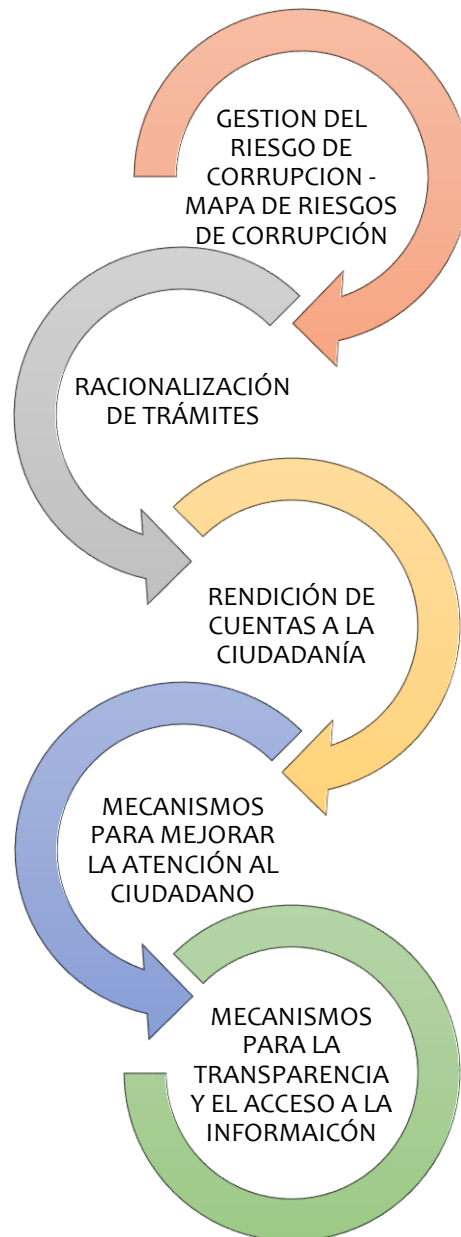 GESTION DEL
RIESGO DE
CORRUPCION -
MAPA DE RIESGOS
DE CORRUPCIÓN
RACIONALIZACIÓN
DE TRÁMITES
RENDICIÓN DE
CUENTAS A LA
CIUDADANÍA
MECANISMOS
PARA MEJORAR
LA ATENCIÓN AL
CIUDADANO
MECANISMOS
PARA LA
TRANSPARENCIA
Y EL ACCESO A LA
INFORMAICÓN